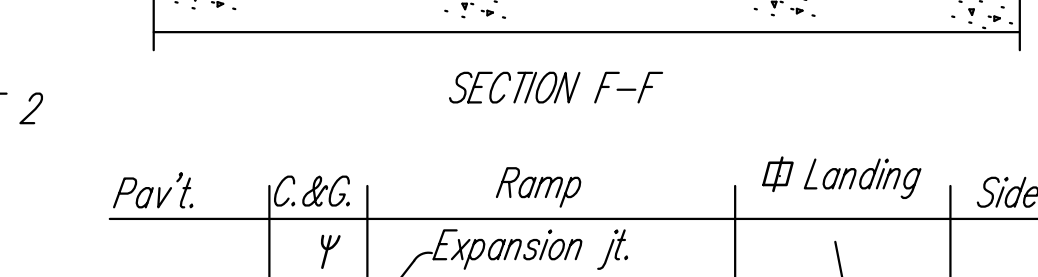 SECTION F-F
2
Pav't. C.&G. Ramp ⌽ Landing Side
Ψ Expansion jt.